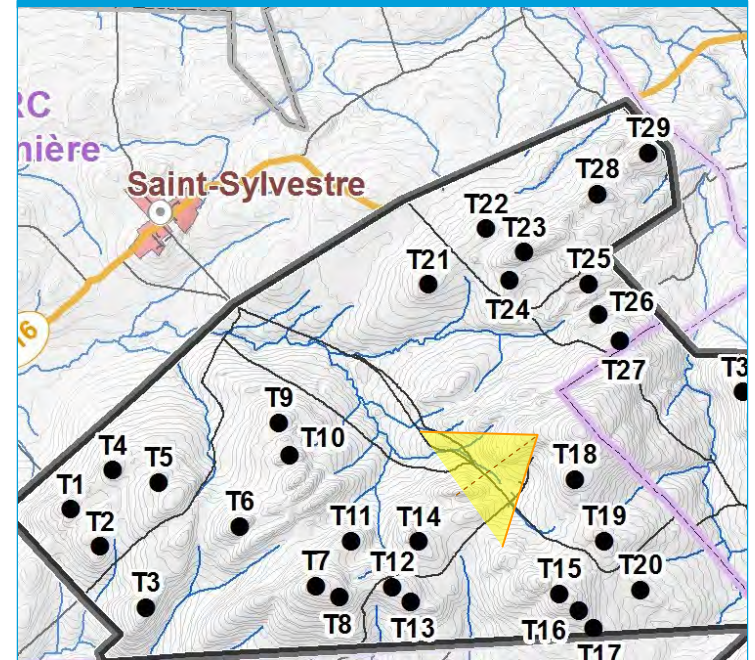 RC
nière
Saint-Sylvestre
16
T29
T28
T22
T23
T21
T25
T24
T26
T27
T3
T9
T10
T4
T5
T18
T1
T6
T2
T11
T14
T19
T7
T12
T15
T20
T3
T8
T13
T16
T17